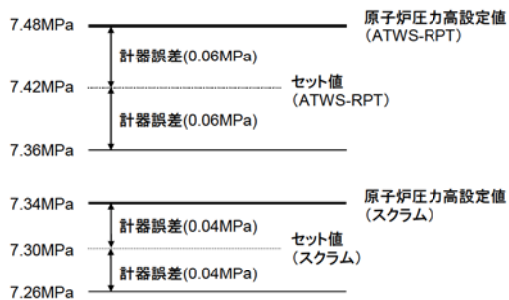 7.48MPa
原子炉圧力高設定値
(ATWS-RPT)
計器誤差(0.06MPa)
7.42MPa
セット値
(ATWS-RPT)
計器誤差(0.06MPa)
7.36MPa
7.34MPa
原子炉圧力高設定値
(スクラム)
計器誤差(0.04MPa)
7.30MPa
セット値
(スクラム)
計器誤差(0.04MPa)
7.26MPa